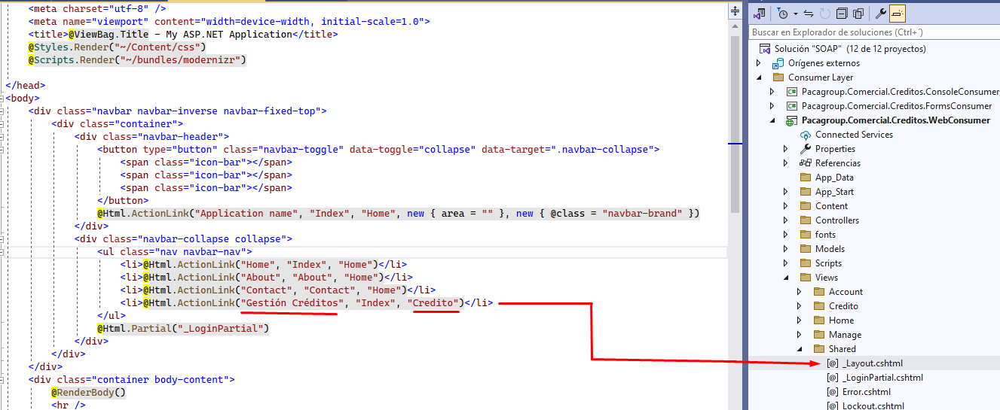 <meta charset="utf-8" />
<meta name="viewport" content="width=device-width, initial-scale=1.0">
<title>@ViewBag.Title - My ASP.NET Application</title>
@Styles.Render("~/Content/css")
@Scripts.Render("~/bundles/modernizr")
</head>
<body>
<div class="navbar navbar-inverse navbar-fixed-top">
<div class="container">
<div class="navbar-header">
<button type="button" class="navbar-toggle" data-toggle="collapse" data-target=".navbar-collapse">
<span class="icon-bar"></span>
<span class="icon-bar"></span>
<span class="icon-bar"></span>
</button>
@Html.ActionLink("Application name", "Index", "Home", new { area = "" }, new { @class = "navbar-brand" })
</div>
<div class="navbar-collapse collapse">
<ul class="nav navbar-nav">
<li>@Html.ActionLink("Home", "Index", "Home")</li>
<li>@Html.ActionLink("About", "About", "Home")</li>
<li>@Html.ActionLink("Contact", "Contact", "Home")</li>
<li>@Html.ActionLink("Gestión Créditos", "Index", "Credito")</li>
</ul>
@Html.Partial("_LoginPartial")
</div>
</div>
</div>
<div class="container body-content">
@RenderBody()
<hr />
Buscar en Explorador de soluciones (Ctrl+´)
Solución "SOAP" (12 de 12 proyectos)
Orígenes externos
Consumer Layer
C# Pacagroup.Comercial.Creditos.ConsoleConsumer
C# Pacagroup.Comercial.Creditos.FormsConsumer
Pacagroup.Comercial.Creditos.WebConsumer
Connected Services
Properties
Referencias
App_Data
App_Start
Content
Controllers
fonts
Models
Scripts
Views
Account
Credito
Home
Manage
Shared
[@] _Layout.cshtml
[@] _LoginPartial.cshtml
[@] Error.cshtml
[@] Lockout.cshtml